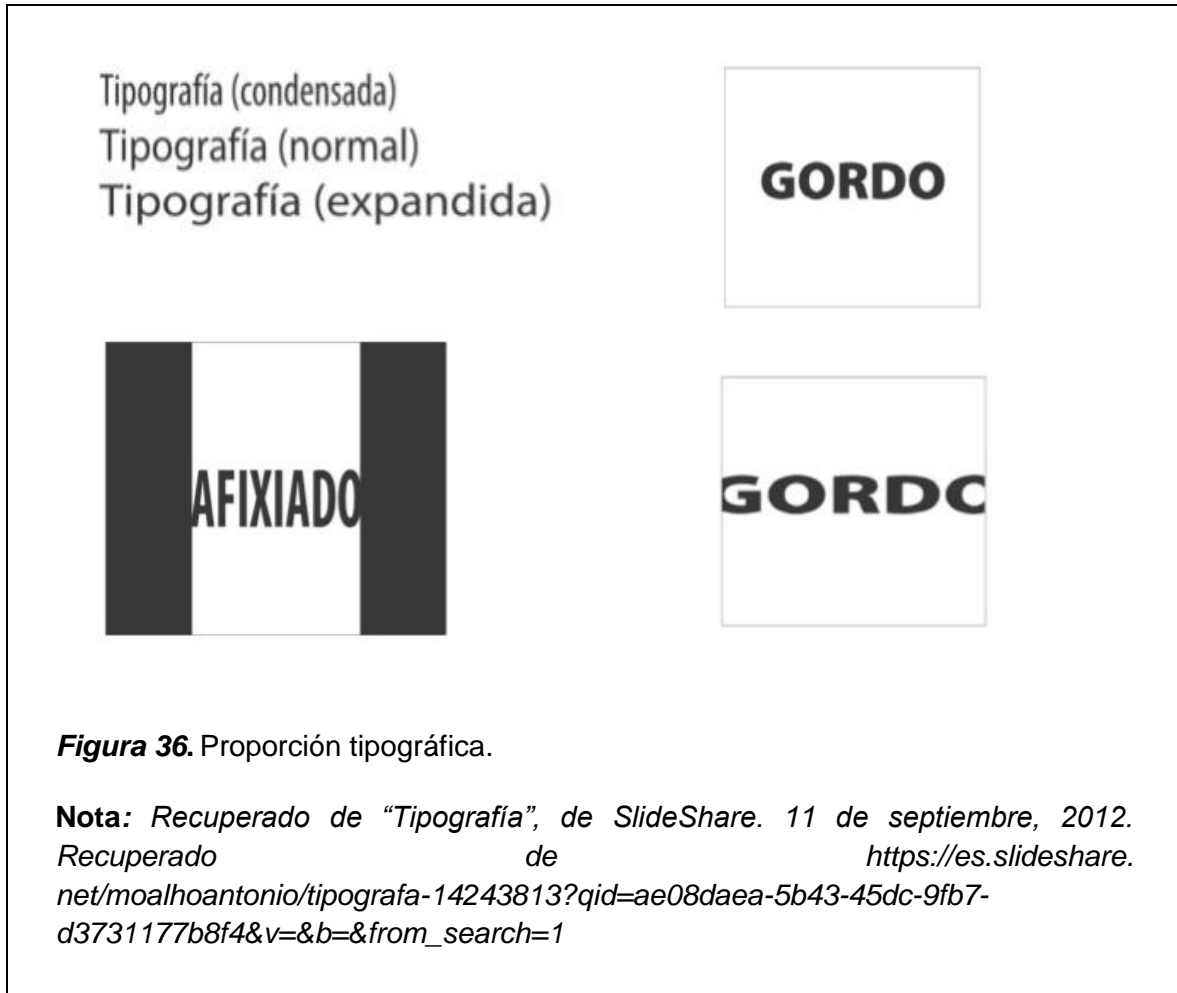 Tipografía (condensada)
Tipografía (normal)
Tipografía (expandida)
GORDO
AFIXIADO
GORDO
Figura 36. Proporción tipográfica.
Nota: Recuperado de “Tipografía”, de SlideShare. 11 de septiembre, 2012.
Recuperado de https://es.slideshare.
net/moalhoantonio/tipografa-14243813?qid=ae08daea-5b43-45dc-9fb7-
d3731177b8f4&v=&b=&from_search=1